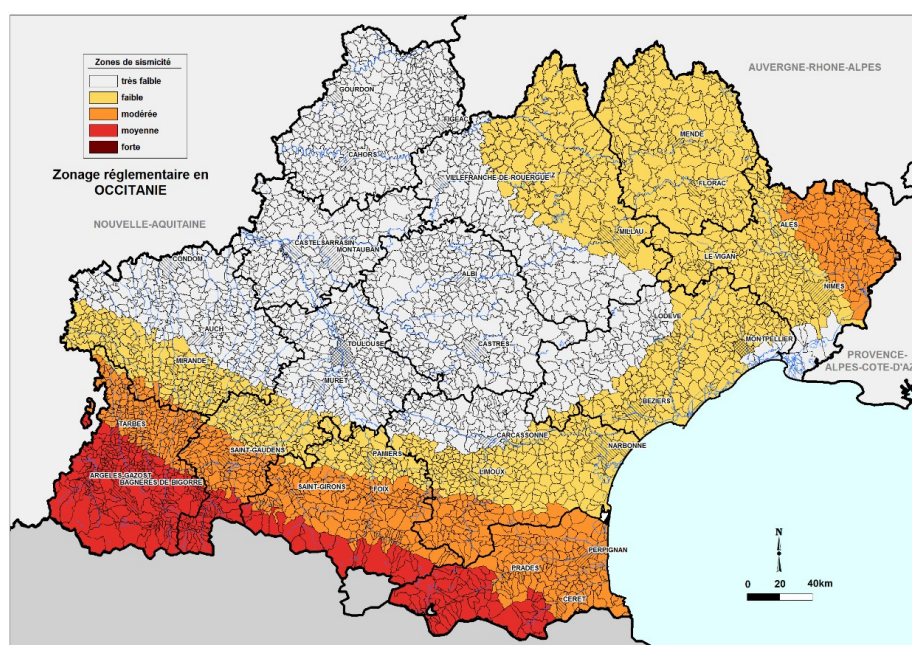 Zones de sismicité
très faible
faible
modérée
moyenne
forte
Zonage réglementaire en
OCCITANIE
AUVERGNE-RHONE-ALPES
NOUVELLE-AQUITAINE
PROVENCE-
ALPES-COTE-D'AZ
GOURDON
FIGEAC
CAHORS
MENDE
VILLEFRANCHE-DE-ROUERGUE
FLORAC
ALES
MILLAU
CASTELSARRASIN
MONTAUBAN
LE-VIGAN
CONDOM
ALBI
NIMES
LODEVE
AUCH
MONTPELLIER
TOULOUSE
CASTRES
MIRANDE
MURET
BEZIERS
CARCASSONNE
TARBES
NARBONNE
SAINT-GAUDENS
PAMIERS
LIMOUX
ARGELES-GAZOST
BAGNERES-DE-BIGORRE
SAINT-GIRONS
FOIX
PERPIGNAN
PRADES
CERET
N
0 20 40km